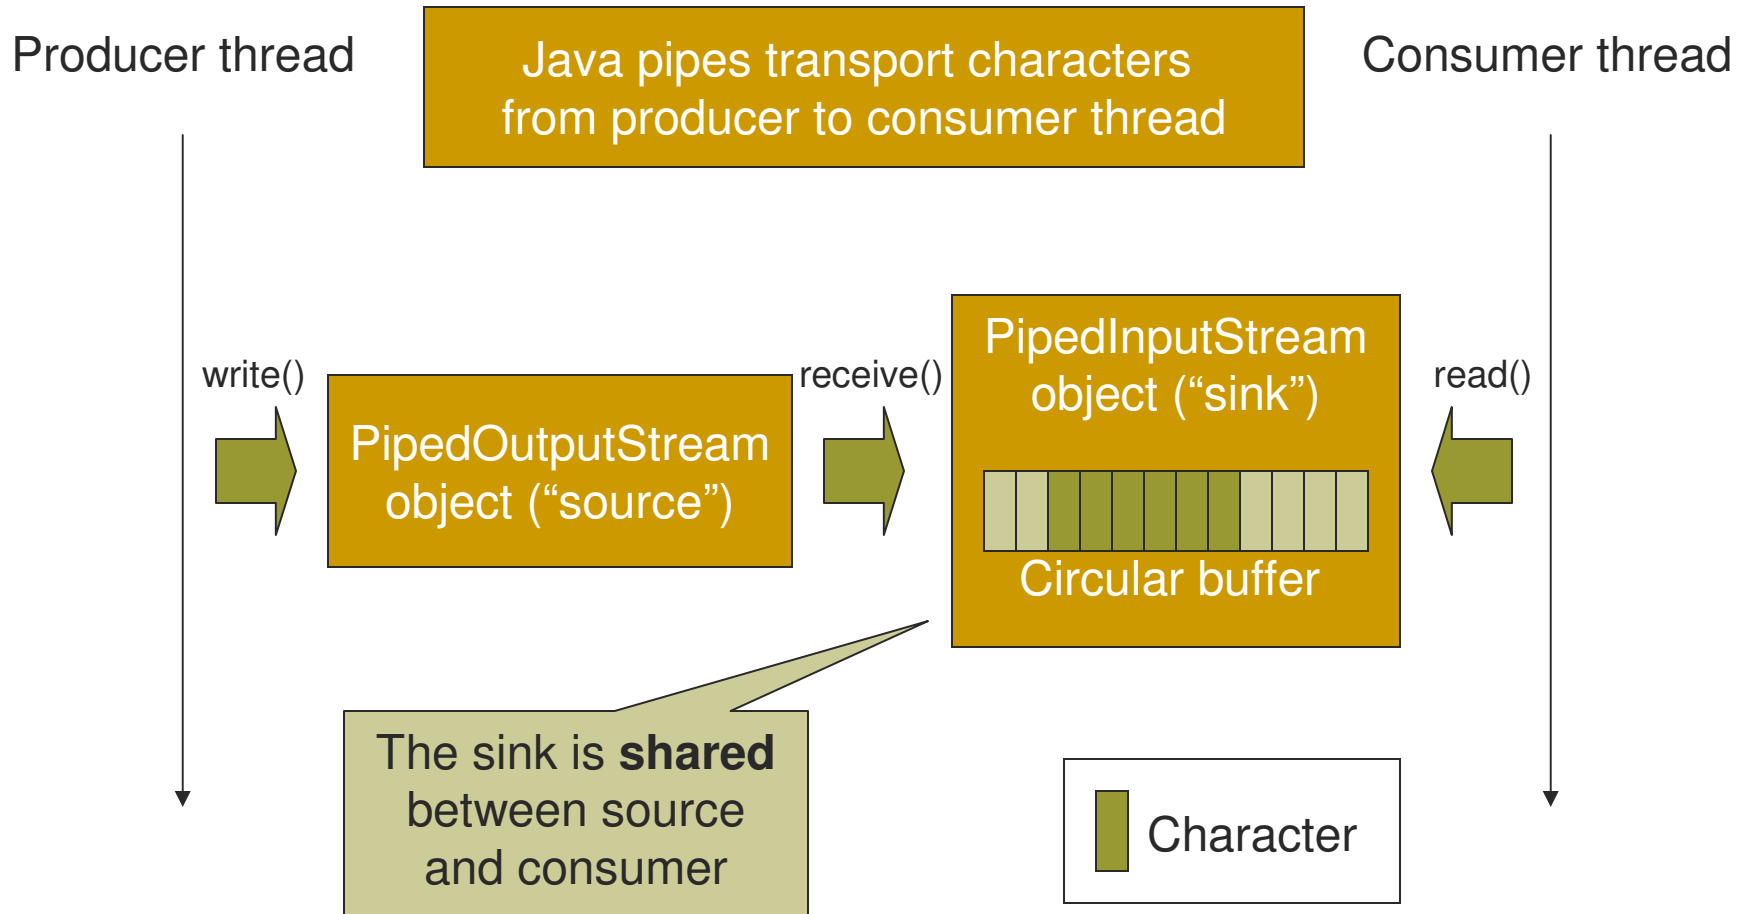 Producer thread
Java pipes transport characters
from producer to consumer thread
Consumer thread
write()
PipedOutputStream
object (“source”)
receive()
PipedInputStream
object (“sink”)
Circular buffer
read()
The sink is shared
between source
and consumer
Character